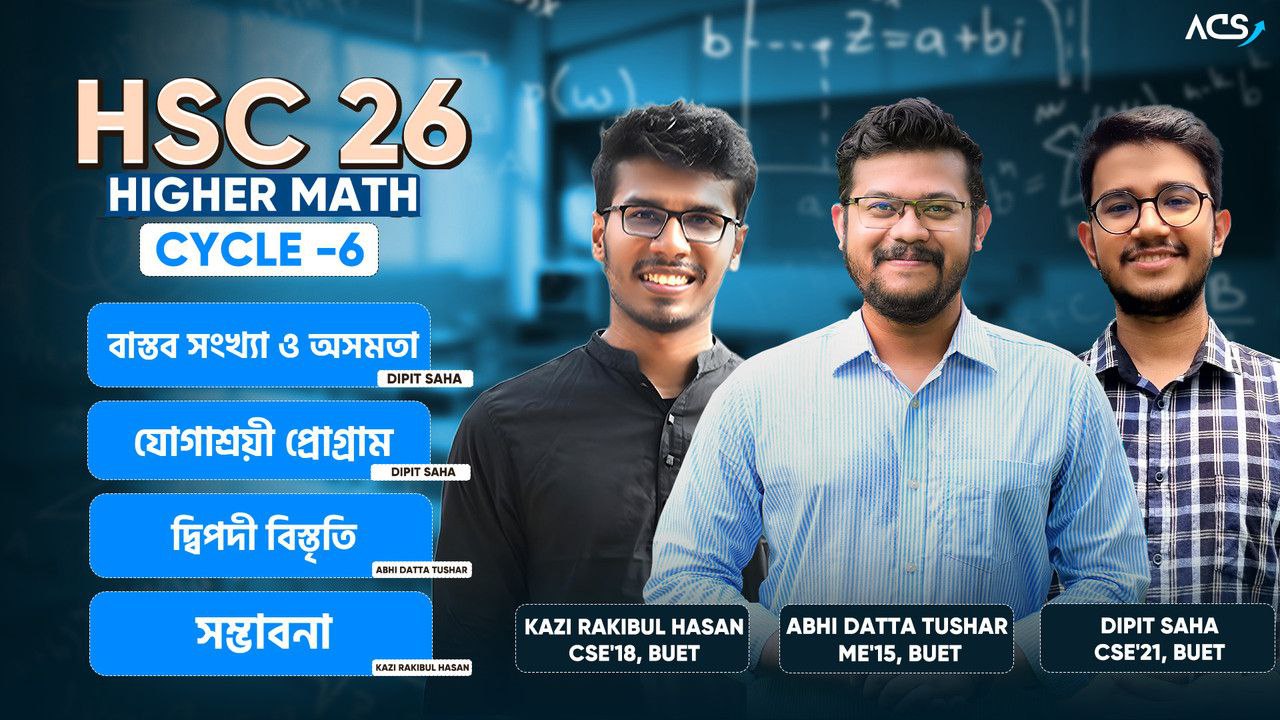 ACS
HSC 26
HIGHER MATH
CYCLE -6
বাস্তব সংখ্যা ও অসমতা
DIPIT SAHA
যোগাশ্রয়ী প্রোগ্রাম
DIPIT SAHA
দ্বিপদী বিস্তৃতি
ABHI DATTA TUSHAR
সম্ভাবনা
KAZI RAKIBUL HASAN
b
Z=a+bi
p(w)
KAZI RAKIBUL HASAN
CSE'18, BUET
ABHI DATTA TUSHAR
ME'15, BUET
DIPIT SAHA
CSE'21, BUET